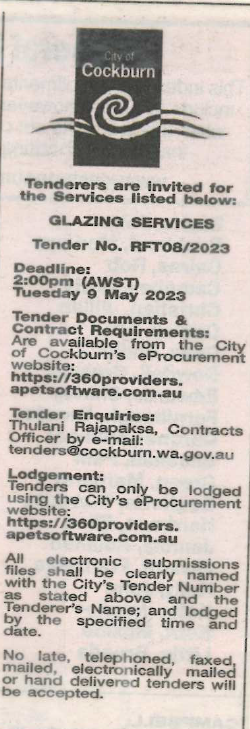 City of
Cockburn
Tenderers are invited for
the Services listed below:
GLAZING SERVICES
Tender No. RFT08/2023
Deadline:
2:00pm (AWST)
Tuesday 9 May 2023
Tender Documents &
Contract Requirements:
Are available from the City
of Cockburn's eProcurement
website:
https://360providers.
apetsoftware.com.au
Tender Enquiries:
Thulani Rajapaksa, Contracts
Officer by e-mail:
tenders@cockburn.wa.gov.au
Lodgement:
Tenders can only be lodged
using the City's eProcurement
website:
https://360providers.
apetsoftware.com.au
All electronic submissions
files shall be clearly named
with the City's Tender Number
as stated above and the
Tenderer's Name; and lodged
by the specified time and
date.
No late, telephoned, faxed,
mailed, electronically mailed
or hand delivered tenders will
be accepted.